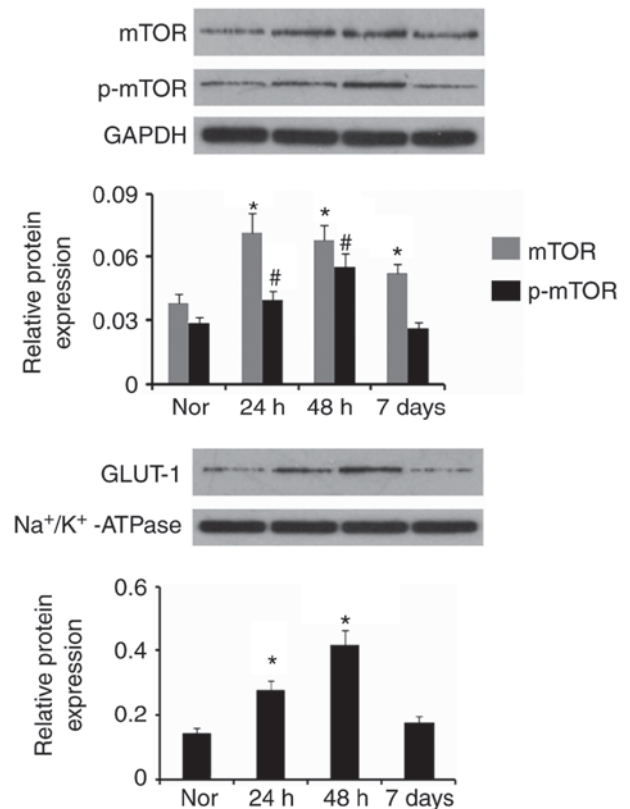 mTOR
p-mTOR
GAPDH
Relative protein
expression
0.09
0.06
0.03
0
* # * # *
mTOR
p-mTOR
Nor 24 h 48 h 7 days
GLUT-1
Na⁺/K⁺ -ATPase
Relative protein
expression
0.6
0.4
0.2
0
* *
Nor 24 h 48 h 7 days